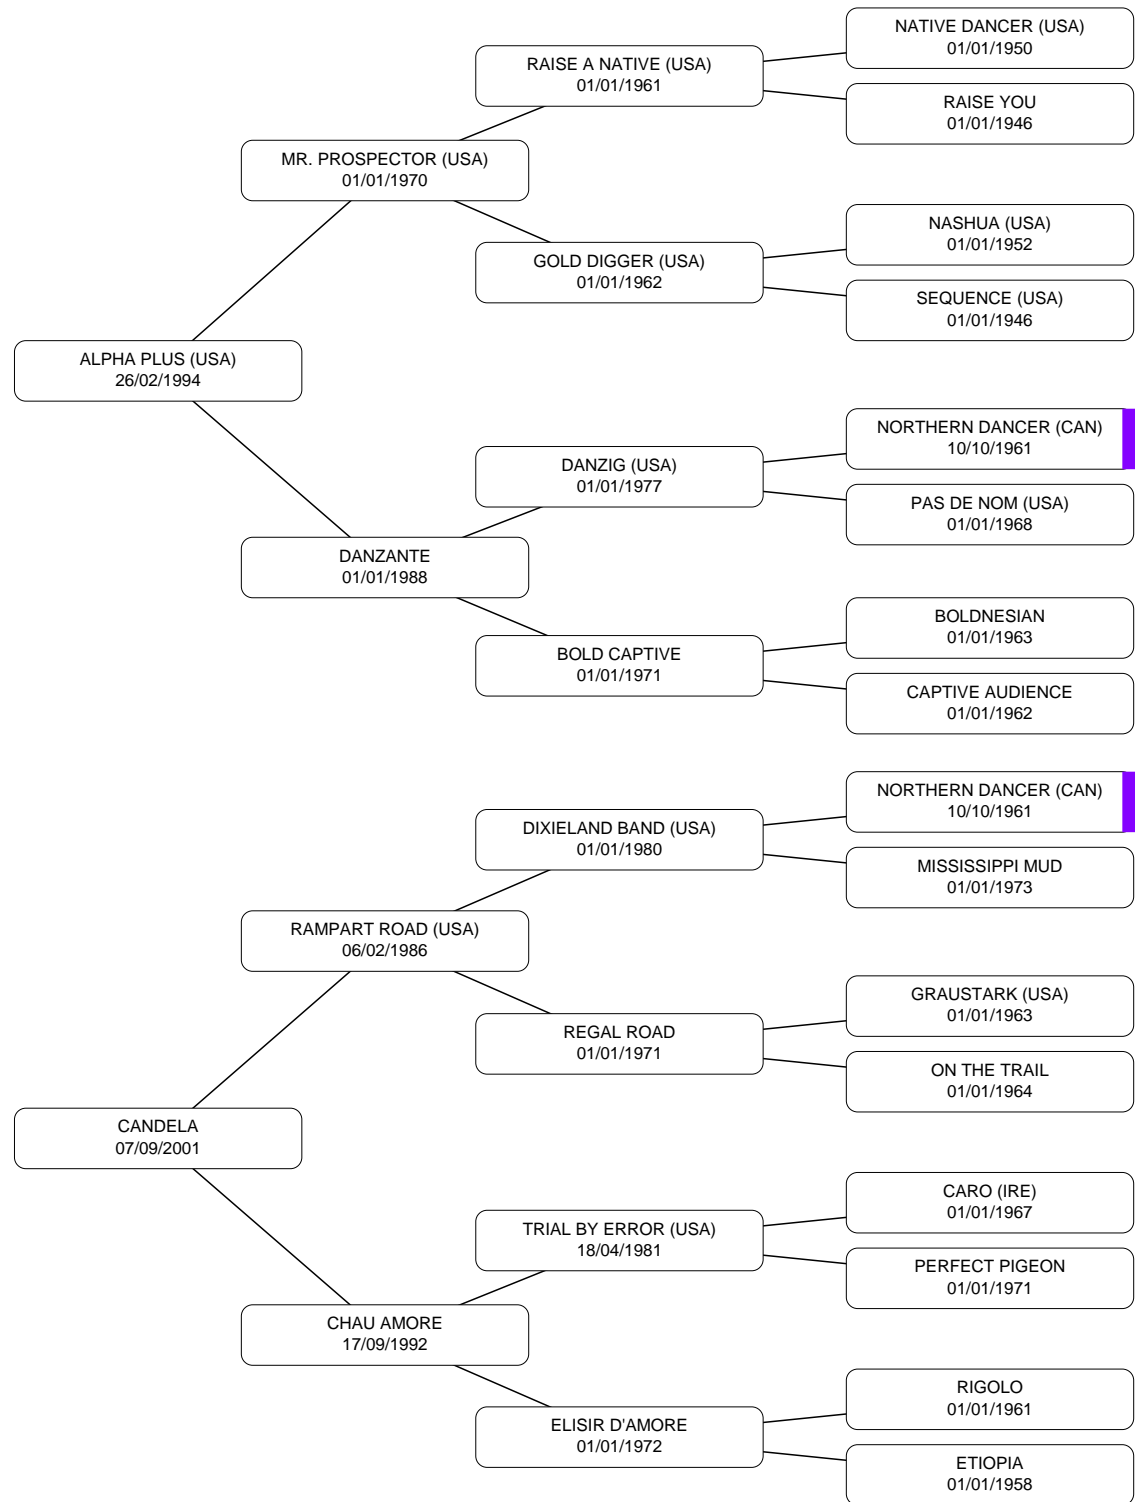 NATIVE DANCER (USA)
01/01/1950
RAISE A NATIVE (USA)
01/01/1961
RAISE YOU
01/01/1946
MR. PROSPECTOR (USA)
01/01/1970
NASHUA (USA)
01/01/1952
GOLD DIGGER (USA)
01/01/1962
SEQUENCE (USA)
01/01/1946
ALPHA PLUS (USA)
26/02/1994
NORTHERN DANCER (CAN)
10/10/1961
DANZIG (USA)
01/01/1977
PAS DE NOM (USA)
01/01/1968
DANZANTE
01/01/1988
BOLDNESIAN
01/01/1963
BOLD CAPTIVE
01/01/1971
CAPTIVE AUDIENCE
01/01/1962
NORTHERN DANCER (CAN)
10/10/1961
DIXIELAND BAND (USA)
01/01/1980
MISSISSIPPI MUD
01/01/1973
RAMPART ROAD (USA)
06/02/1986
GRAUSTARK (USA)
01/01/1963
REGAL ROAD
01/01/1971
ON THE TRAIL
01/01/1964
CANDELA
07/09/2001
CARO (IRE)
01/01/1967
TRIAL BY ERROR (USA)
18/04/1981
PERFECT PIGEON
01/01/1971
CHAU AMORE
17/09/1992
RIGOLO
01/01/1961
ELISIR D'AMORE
01/01/1972
ETIOPIA
01/01/1958